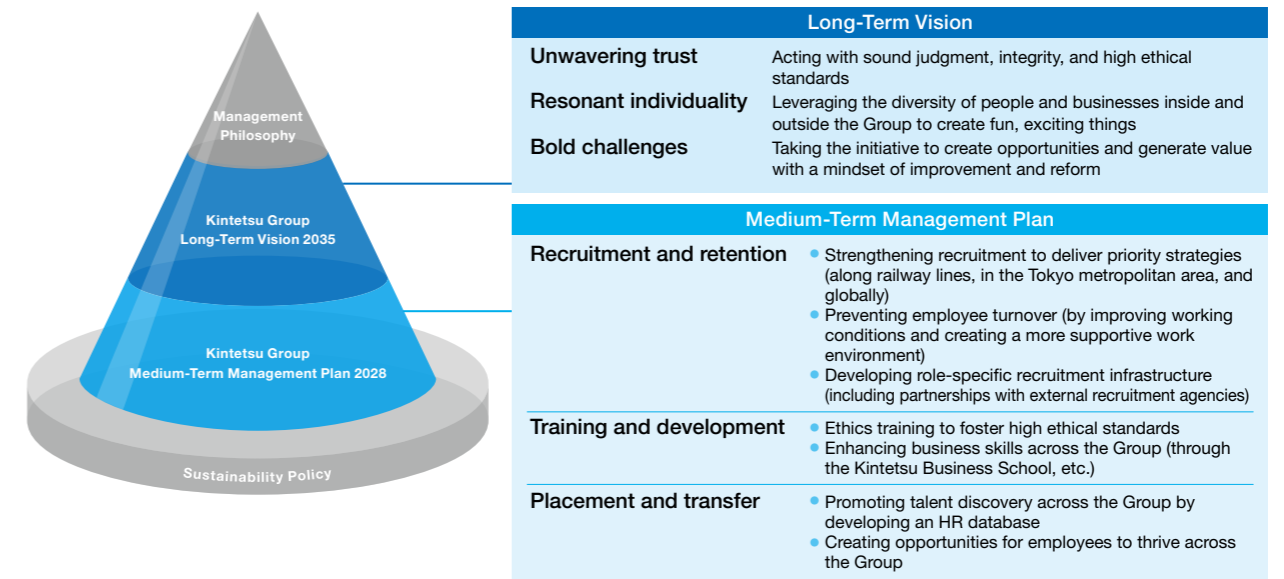 Management
Philosophy
Kintetsu Group
Long-Term Vision 2035
Kintetsu Group
Medium-Term Management Plan 2028
Sustainability Policy
Long-Term Vision
Unwavering trust
Acting with sound judgment, integrity, and high ethical
standards
Resonant individuality
Leveraging the diversity of people and businesses inside and
outside the Group to create fun, exciting things
Bold challenges
Taking the initiative to create opportunities and generate value
with a mindset of improvement and reform
Medium-Term Management Plan
Recruitment and retention
● Strengthening recruitment to deliver priority strategies
(along railway lines, in the Tokyo metropolitan area, and
globally)
● Preventing employee turnover (by improving working
conditions and creating a more supportive work
environment)
● Developing role-specific recruitment infrastructure
(including partnerships with external recruitment agencies)
Training and development
● Ethics training to foster high ethical standards
● Enhancing business skills across the Group (through
the Kintetsu Business School, etc.)
Placement and transfer
● Promoting talent discovery across the Group by
developing an HR database
● Creating opportunities for employees to thrive across
the Group